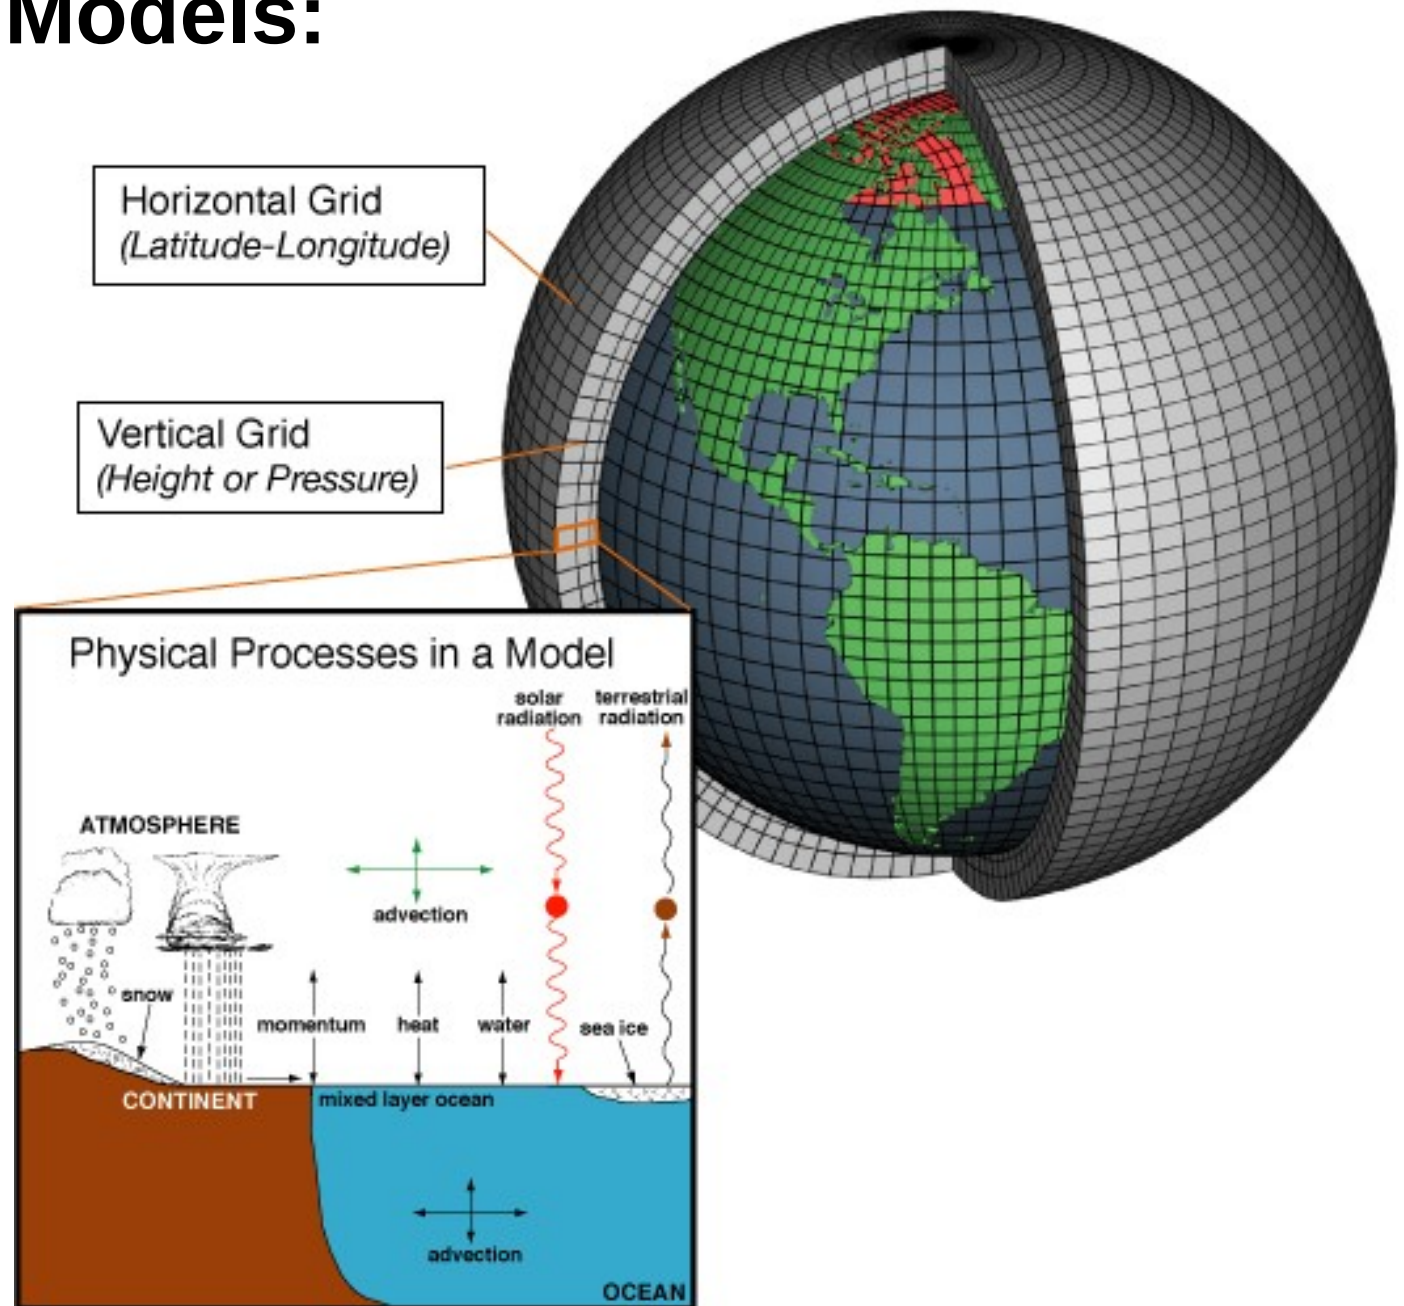 Models:
Horizontal Grid
(Latitude-Longitude)
Vertical Grid
(Height or Pressure)
Physical Processes in a Model
solar
radiation
terrestrial
radiation
ATMOSPHERE
advection
snow
momentum
heat
water
sea ice
CONTINENT
mixed layer ocean
advection
OCEAN